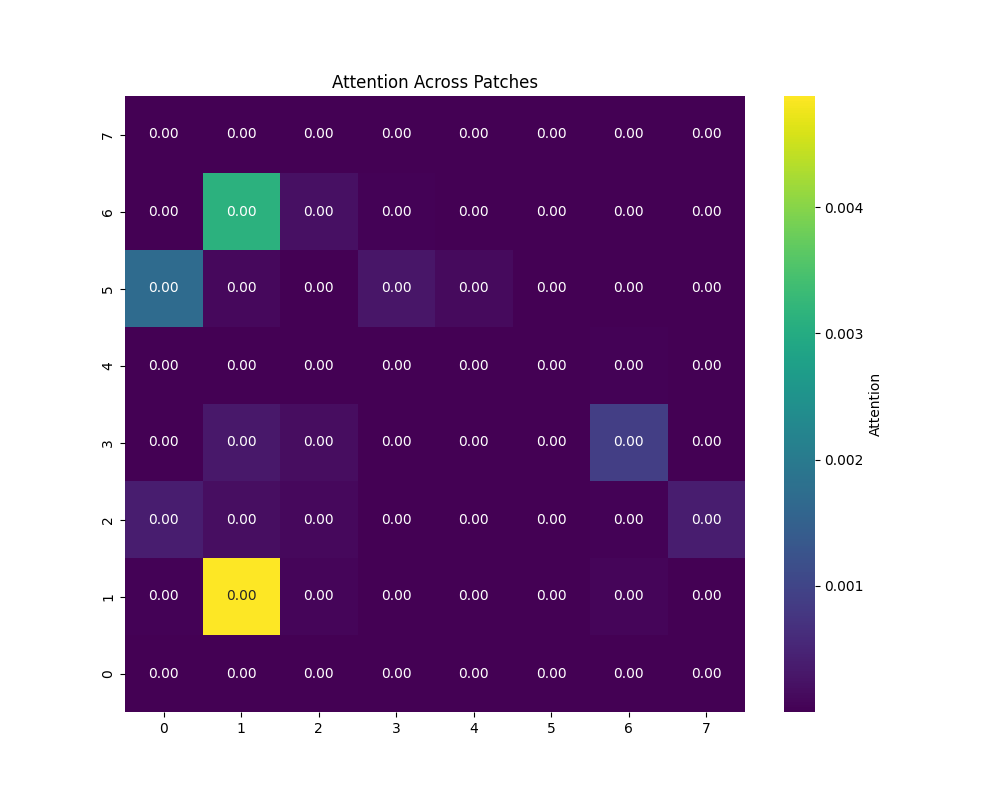 Attention Across Patches
7 0.00 0.00 0.00 0.00 0.00 0.00 0.00 0.00
6 0.00 0.00 0.00 0.00 0.00 0.00 0.00 0.00
0.004
5 0.00 0.00 0.00 0.00 0.00 0.00 0.00 0.00
0.003
4 0.00 0.00 0.00 0.00 0.00 0.00 0.00 0.00
Attention
3 0.00 0.00 0.00 0.00 0.00 0.00 0.00 0.00
0.002
2 0.00 0.00 0.00 0.00 0.00 0.00 0.00 0.00
0.001
1 0.00 0.00 0.00 0.00 0.00 0.00 0.00 0.00
0 0.00 0.00 0.00 0.00 0.00 0.00 0.00 0.00
0 1 2 3 4 5 6 7